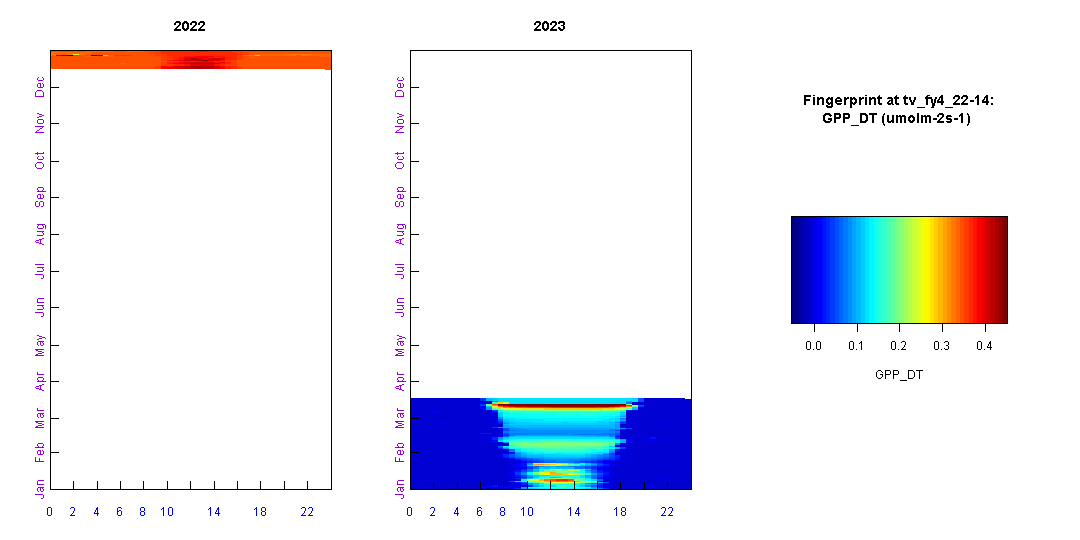 2022
2023
Fingerprint at tv_fy4_22-14:
GPP_DT (umolm-2s-1)
Dec
Nov
Oct
Sep
Aug
Jul
Jun
May
Apr
Mar
Feb
Jan
0 2 4 6 8 10 14 18 22
Dec
Nov
Oct
Sep
Aug
Jul
Jun
May
Apr
Mar
Feb
Jan
0 2 4 6 8 10 14 18 22
0.0 0.1 0.2 0.3 0.4
GPP_DT